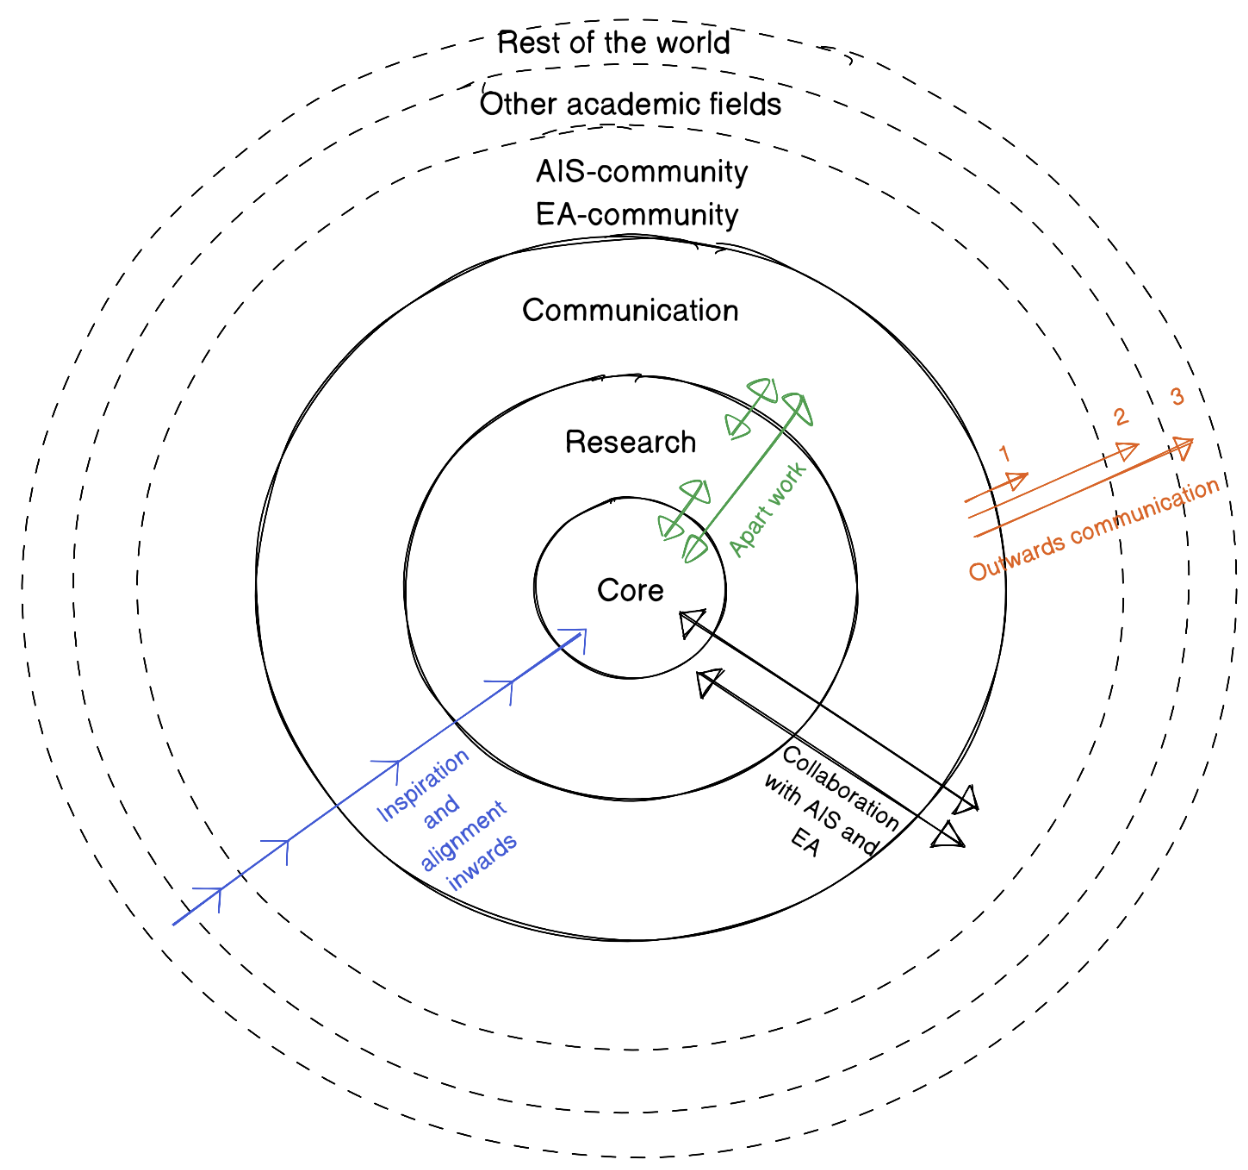 Rest of the world
Other academic fields
AIS-community
EA-community
Communication
Research
Core
Apart work
1
2
3
Outwards communication
Inspiration
and
alignment
inwards
Collaboration
with AIS and
EA